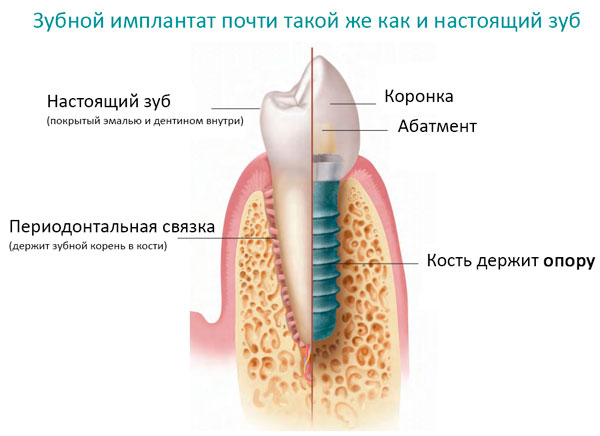 Зубной имплантат почти такой же как и настоящий зуб
Настоящий зуб
(покрытый эмалью и дентином внутри)
Коронка
Абатмент
Периодонтальная связка
(держит зубной корень в кости)
Кость держит опору